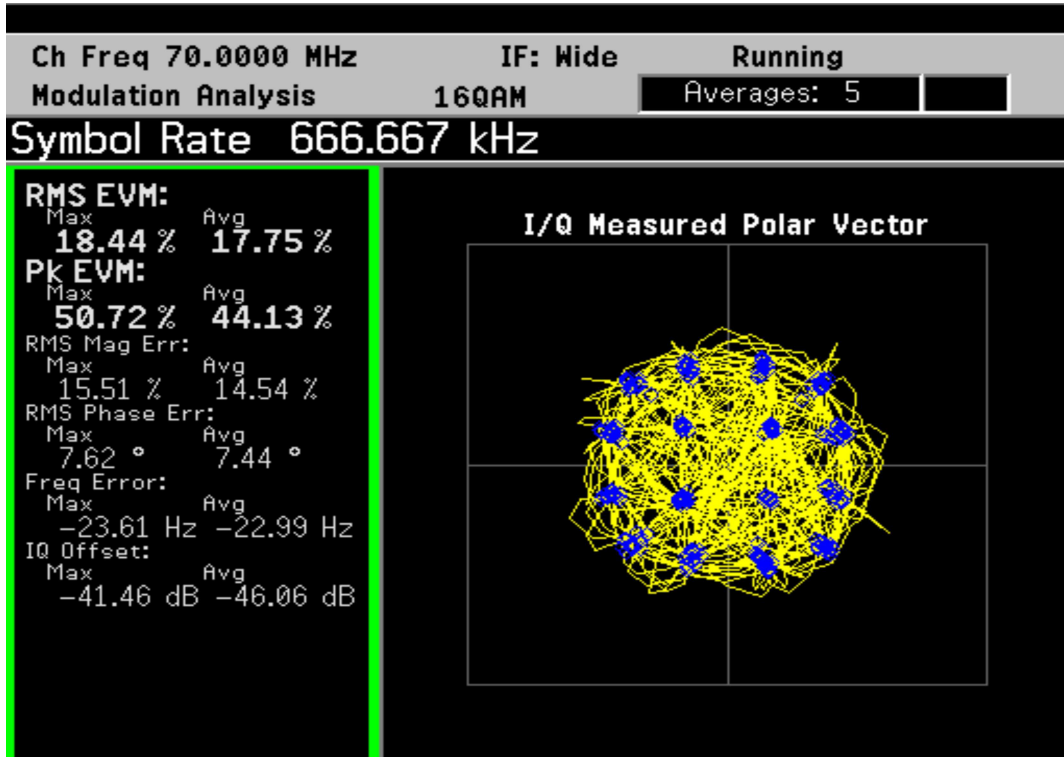 Ch Freq 70.0000 MHz IF: Wide Running
Modulation Analysis 16QAM Averages: 5
Symbol Rate 666.667 kHz
RMS EVM:
Max Avg
18.44 % 17.75 %
Pk EVM:
Max Avg
50.72 % 44.13 %
RMS Mag Err:
Max Avg
15.51 % 14.54 %
RMS Phase Err:
Max Avg
7.62 ° 7.44 °
Freq Error:
Max Avg
−23.61 Hz −22.99 Hz
IQ Offset:
Max Avg
−41.46 dB −46.06 dB
I/Q Measured Polar Vector